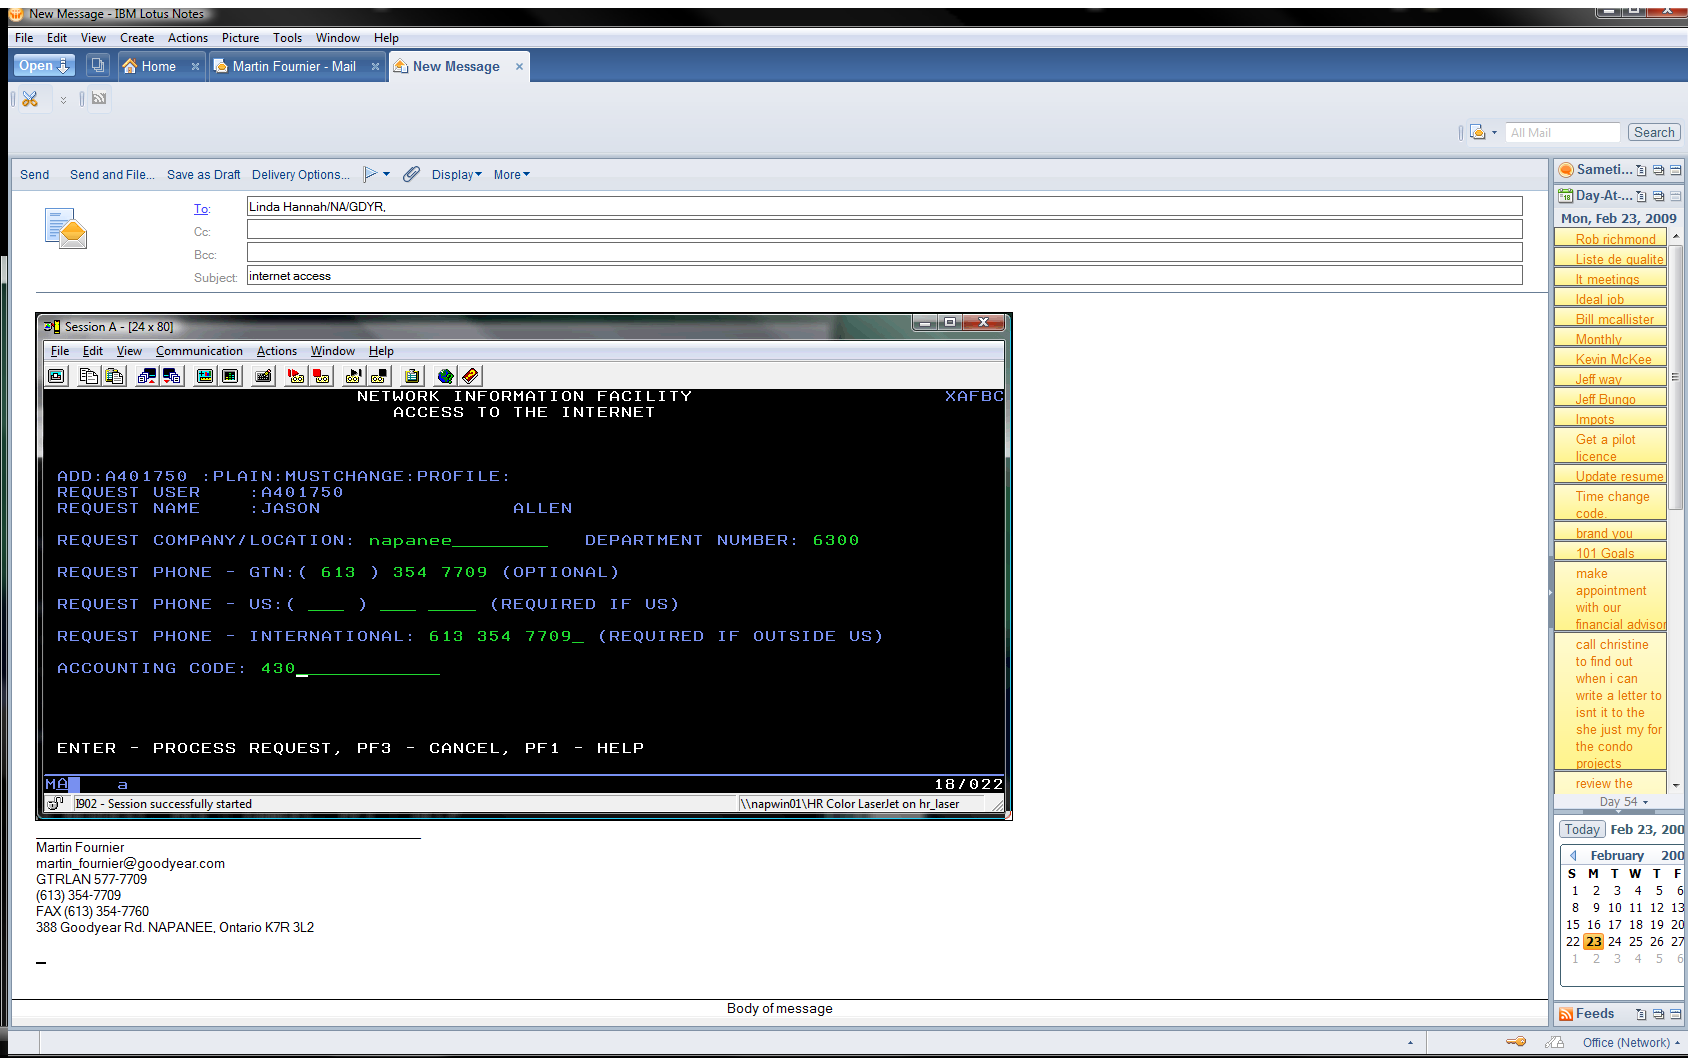 New Message - IBM Lotus Notes
File Edit View Create Actions Picture Tools Window Help
Open Home Martin Fournier - Mail New Message
All Mail Search
Send Send and File... Save as Draft Delivery Options... Display More
To: Linda Hannah/NA/GDYR,
Cc:
Bcc:
Subject: internet access
Session A - [24 x 80]
File Edit View Communication Actions Window Help
NETWORK INFORMATION FACILITY XAFBC
ACCESS TO THE INTERNET
ADD:A401750 :PLAIN:MUSTCHANGE:PROFILE:
REQUEST USER :A401750
REQUEST NAME :JASON ALLEN
REQUEST COMPANY/LOCATION: napanee________ DEPARTMENT NUMBER: 6300
REQUEST PHONE - GTN:( 613 ) 354 7709 (OPTIONAL)
REQUEST PHONE - US:( ___ ) ___ ____ (REQUIRED IF US)
REQUEST PHONE - INTERNATIONAL: 613 354 7709_ (REQUIRED IF OUTSIDE US)
ACCOUNTING CODE: 430____________
ENTER - PROCESS REQUEST, PF3 - CANCEL, PF1 - HELP
MA a 18/022
I902 - Session successfully started \\napwin01\HR Color LaserJet on hr_laser
Martin Fournier
martin_fournier@goodyear.com
GTRLAN 577-7709
(613) 354-7709
FAX (613) 354-7760
388 Goodyear Rd. NAPANEE, Ontario K7R 3L2
Body of message
Sameti...
Day-At-...
Mon, Feb 23, 2009
Rob richmond
Liste de qualite
It meetings
Ideal job
Bill mcallister
Monthly
Kevin McKee
Jeff way
Jeff Bungo
Impots
Get a pilot
licence
Update resume
Time change
code.
brand you
101 Goals
make
appointment
with our
financial advisor
call christine
to find out
when i can
write a letter to
isnt it to the
she just my for
the condo
projects
review the
Day 54
Today Feb 23, 200
February 200
S M T W T F
1 2 3 4 5 6
8 9 10 11 12 13
15 16 17 18 19 20
22 23 24 25 26 27
1 2 3 4 5 6
Feeds
Office (Network)